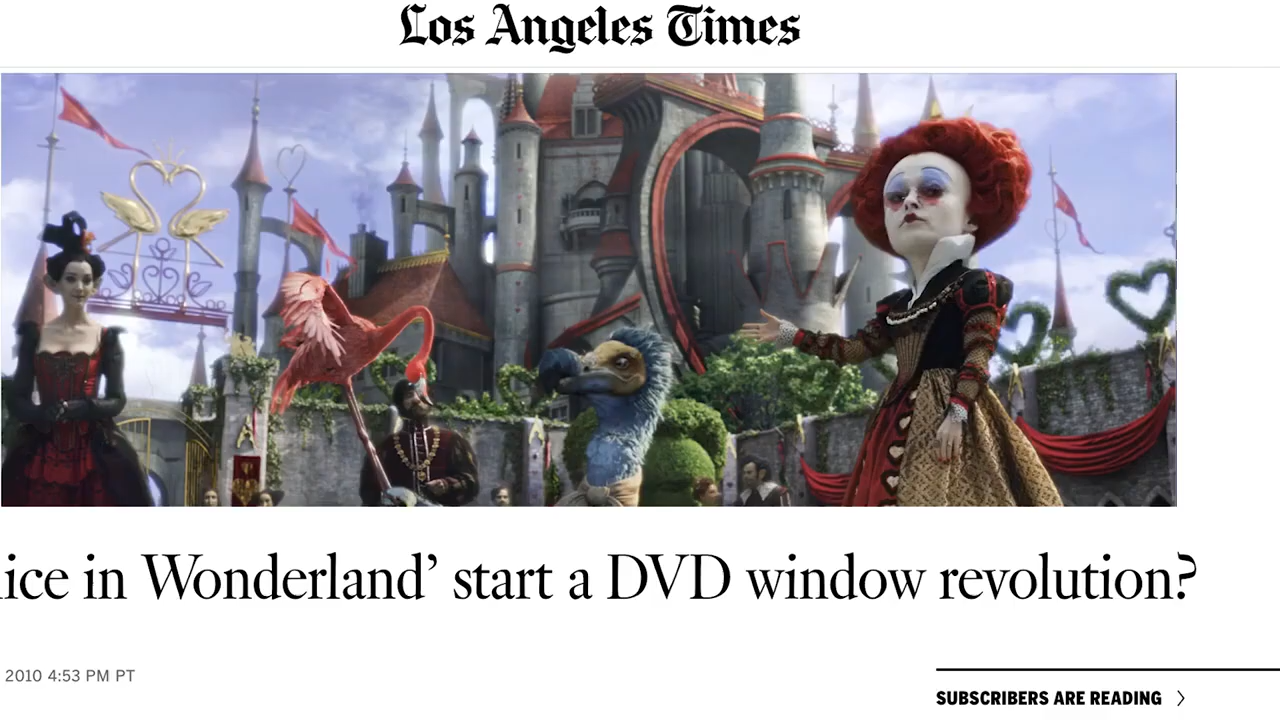 Los Angeles Times
ice in Wonderland’ start a DVD window revolution?
2010 4:53 PM PT
SUBSCRIBERS ARE READING